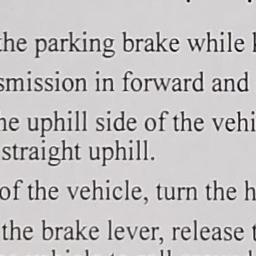 the parking brake while
smission in forward and
he uphill side of the vehi
straight uphill.
of the vehicle, turn the h
the brake lever, release